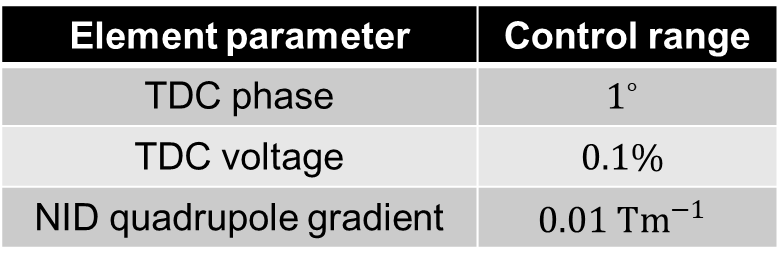 Element parameter Control range
TDC phase 1°
TDC voltage 0.1%
NID quadrupole gradient 0.01 Tm⁻¹